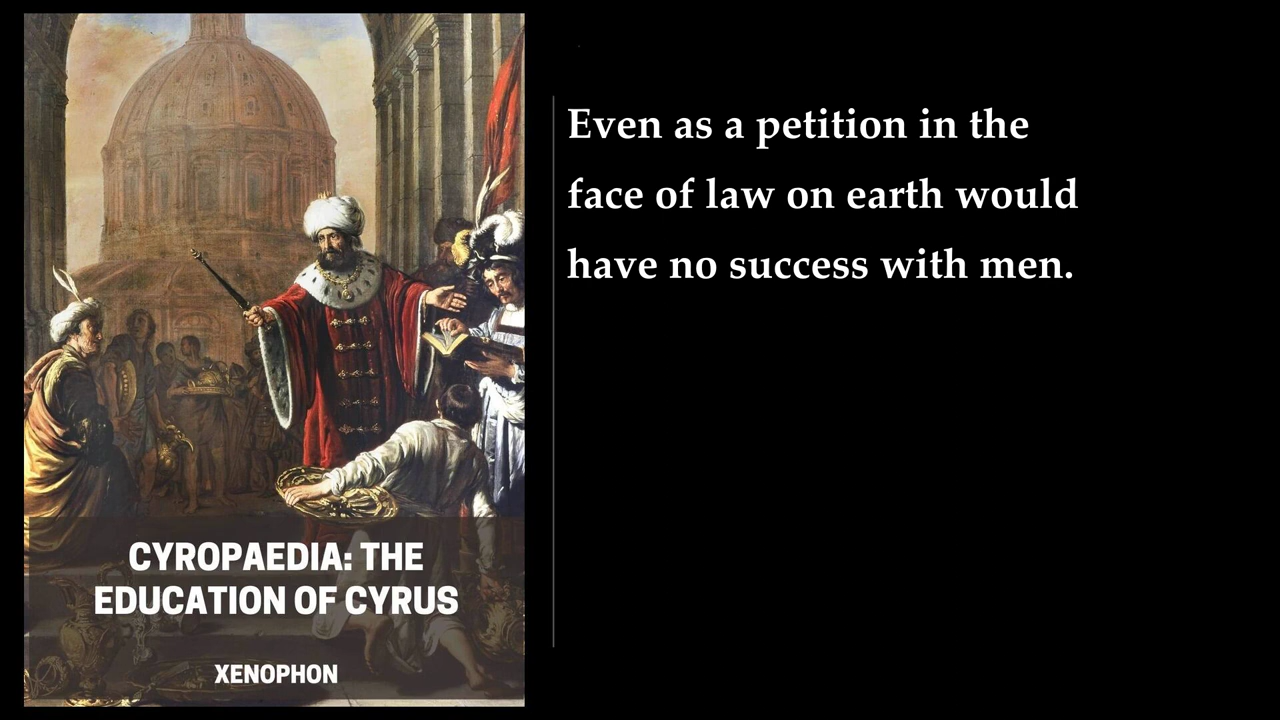 CYROPAEDIA: THE
EDUCATION OF CYRUS
XENOPHON
Even as a petition in the
face of law on earth would
have no success with men.